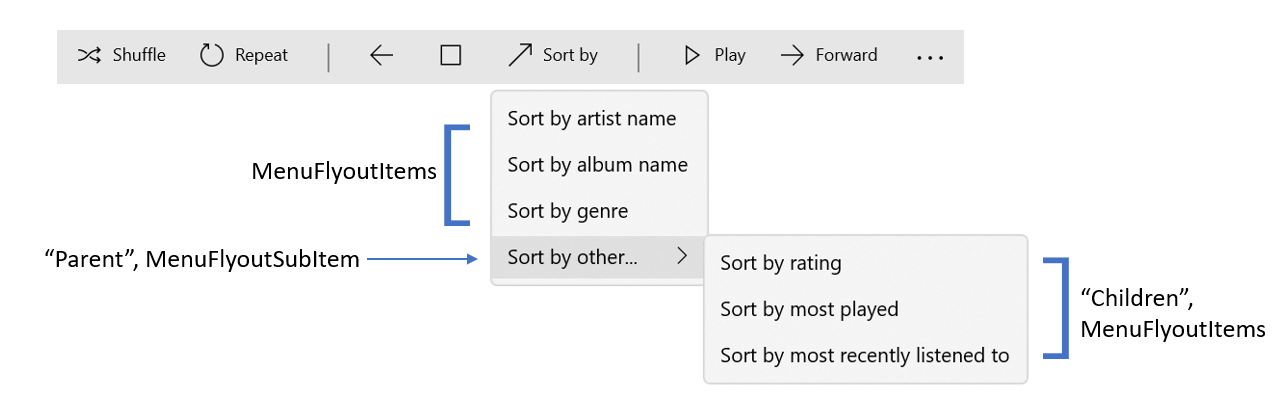 Shuffle Repeat Sort by Play Forward ...
Sort by artist name
MenuFlyoutItems
Sort by album name
Sort by genre
“Parent”, MenuFlyoutSubItem
Sort by other...
Sort by rating
Sort by most played
Sort by most recently listened to
“Children”,
MenuFlyoutItems